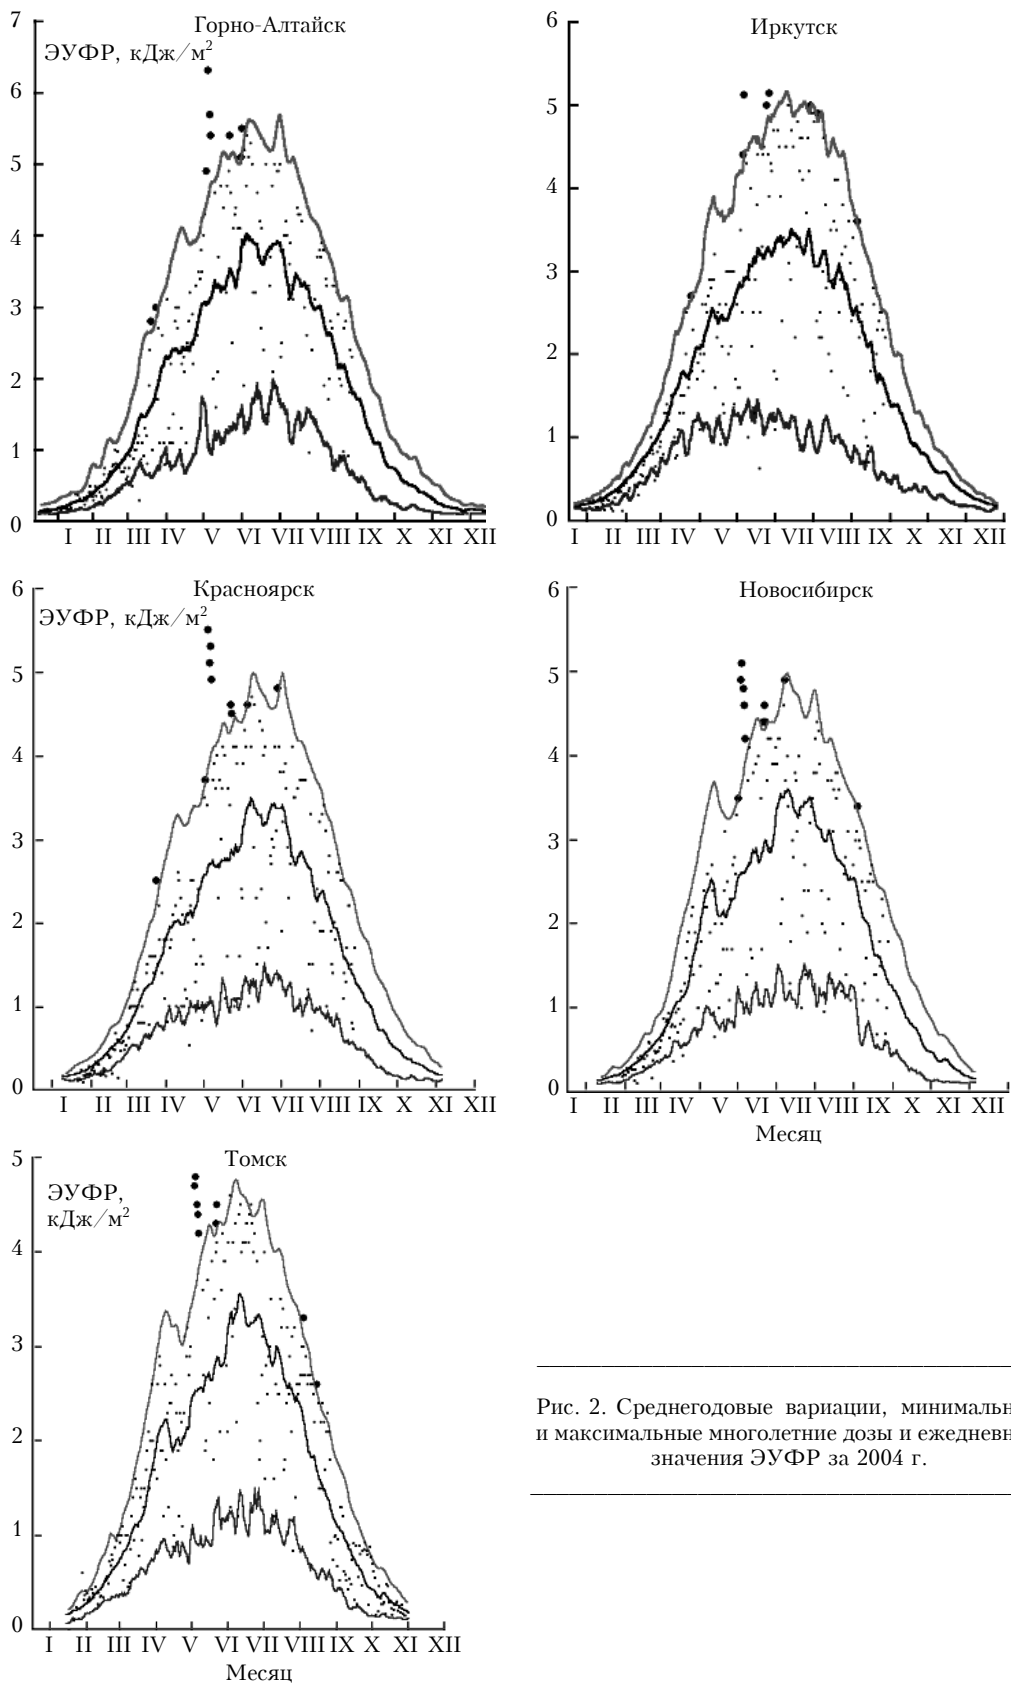 Горно-Алтайск
ЭУФР, кДж/м²
7
6
5
4
3
2
1
0
I II III IV V VI VII VIII IX X XI XII
Иркутск
6
5
4
3
2
1
0
I II III IV V VI VII VIII IX X XI XII
Красноярск
ЭУФР, кДж/м²
6
5
4
3
2
1
0
I II III IV V VI VII VIII IX X XI XII
Новосибирск
6
5
4
3
2
1
0
I II III IV V VI VII VIII IX X XI XII
Месяц
Томск
ЭУФР,
кДж/м²
5
4
3
2
1
0
I II III IV V VI VII VIII IX X XI XII
Месяц
Рис. 2. Среднегодовые вариации, минимальн
и максимальные многолетние дозы и ежедневн
значения ЭУФР за 2004 г.